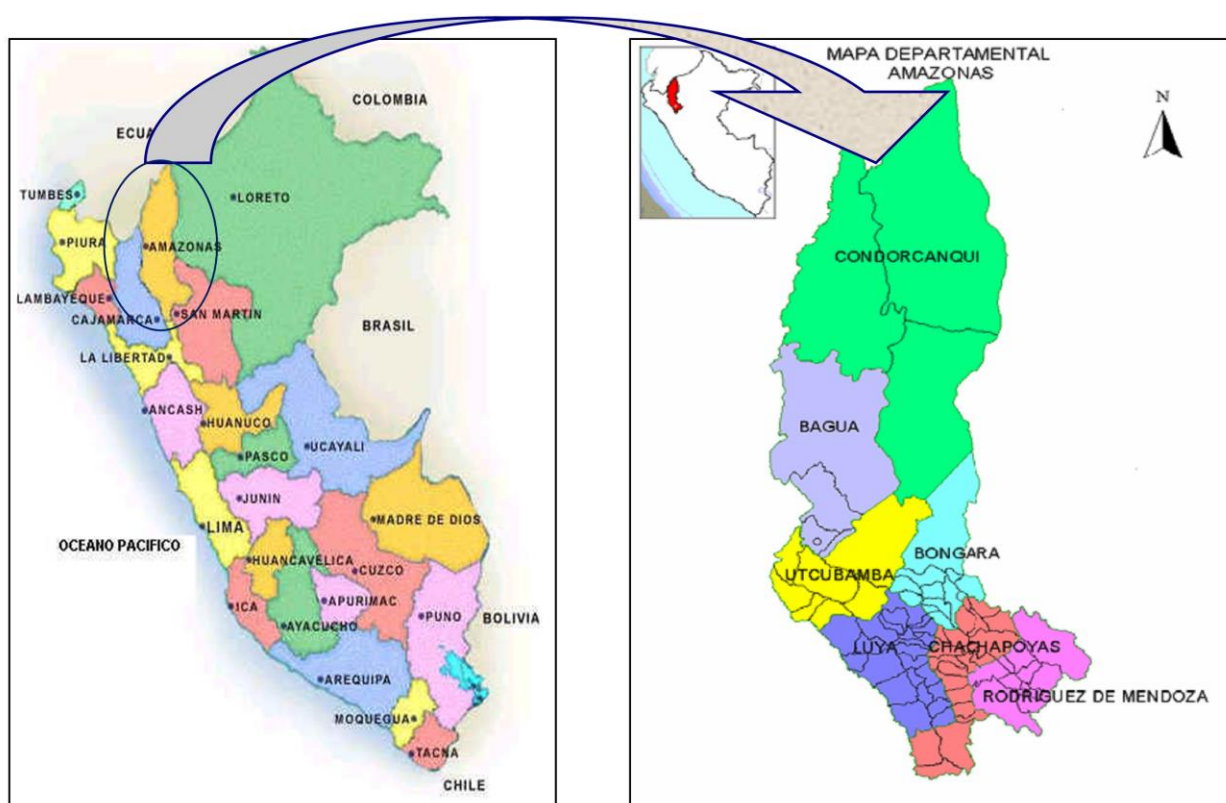 COLOMBIA
ECUA
TUMBES
LORETO
PIURA
AMAZONAS
LAMBAYEQUE
CAJAMARCA
SAN MARTIN
BRASIL
LA LIBERTAD
ANCASH
HUANUCO
UCAYALI
PASCO
JUNIN
MADRE DE DIOS
LIMA
OCEANO PACIFICO
HUANCAVELICA
CUZCO
ICA
APURIMAC
PUNO
BOLIVIA
AYACUCHO
AREQUIPA
MOQUEGUA
TACNA
CHILE
MAPA DEPARTAMENTAL
AMAZONAS
N
CONDORCANQUI
BAGUA
BONGARA
UTCUBAMBA
LUYA
CHACHAPOYAS
RODRIGUEZ DE MENDOZA